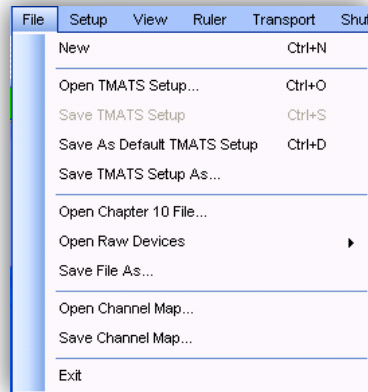 File Setup View Ruler Transport Shut
New Ctrl+N
Open TMATS Setup... Ctrl+O
Save TMATS Setup Ctrl+S
Save As Default TMATS Setup Ctrl+D
Save TMATS Setup As...
Open Chapter 10 File...
Open Raw Devices
Save File As...
Open Channel Map...
Save Channel Map...
Exit